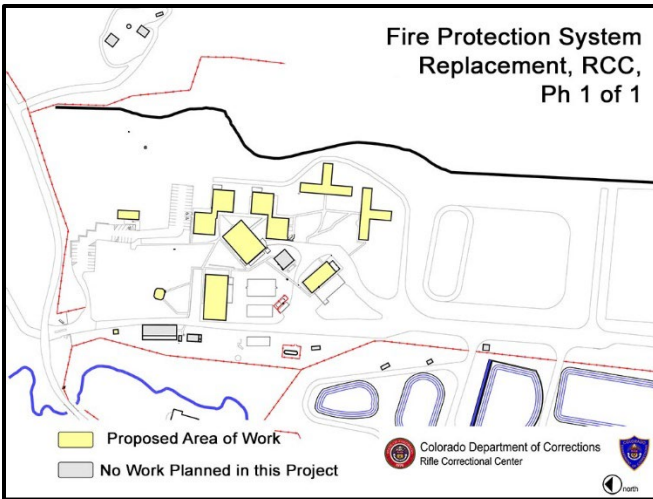 Fire Protection System
Replacement, RCC,
Ph 1 of 1
Proposed Area of Work
No Work Planned in this Project
Colorado Department of Corrections
Rifle Correctional Center
north